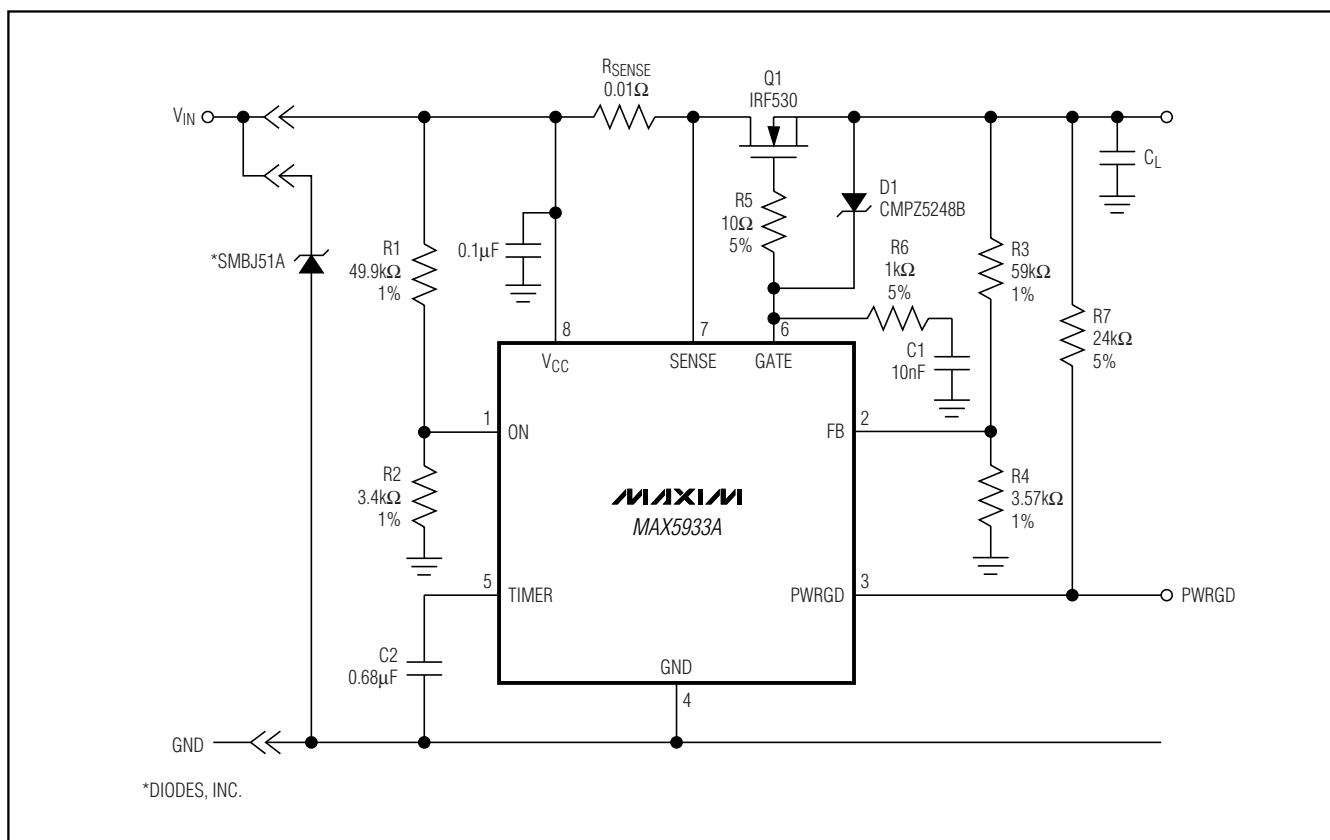 RSENSE
0.01Ω
Q1
IRF530
VIN
CL
D1
CMPZ5248B
R5
10Ω
5%
R6
1kΩ
5%
R3
59kΩ
1%
*SMBJ51A
R1
49.9kΩ
1%
0.1µF
R7
24kΩ
5%
8
7
6
VCC
SENSE
GATE
C1
10nF
1
ON
2
FB
R2
3.4kΩ
1%
MAXIM
MAX5933A
R4
3.57kΩ
1%
5
TIMER
3
PWRGD
PWRGD
C2
0.68µF
GND
4
GND
*DIODES, INC.